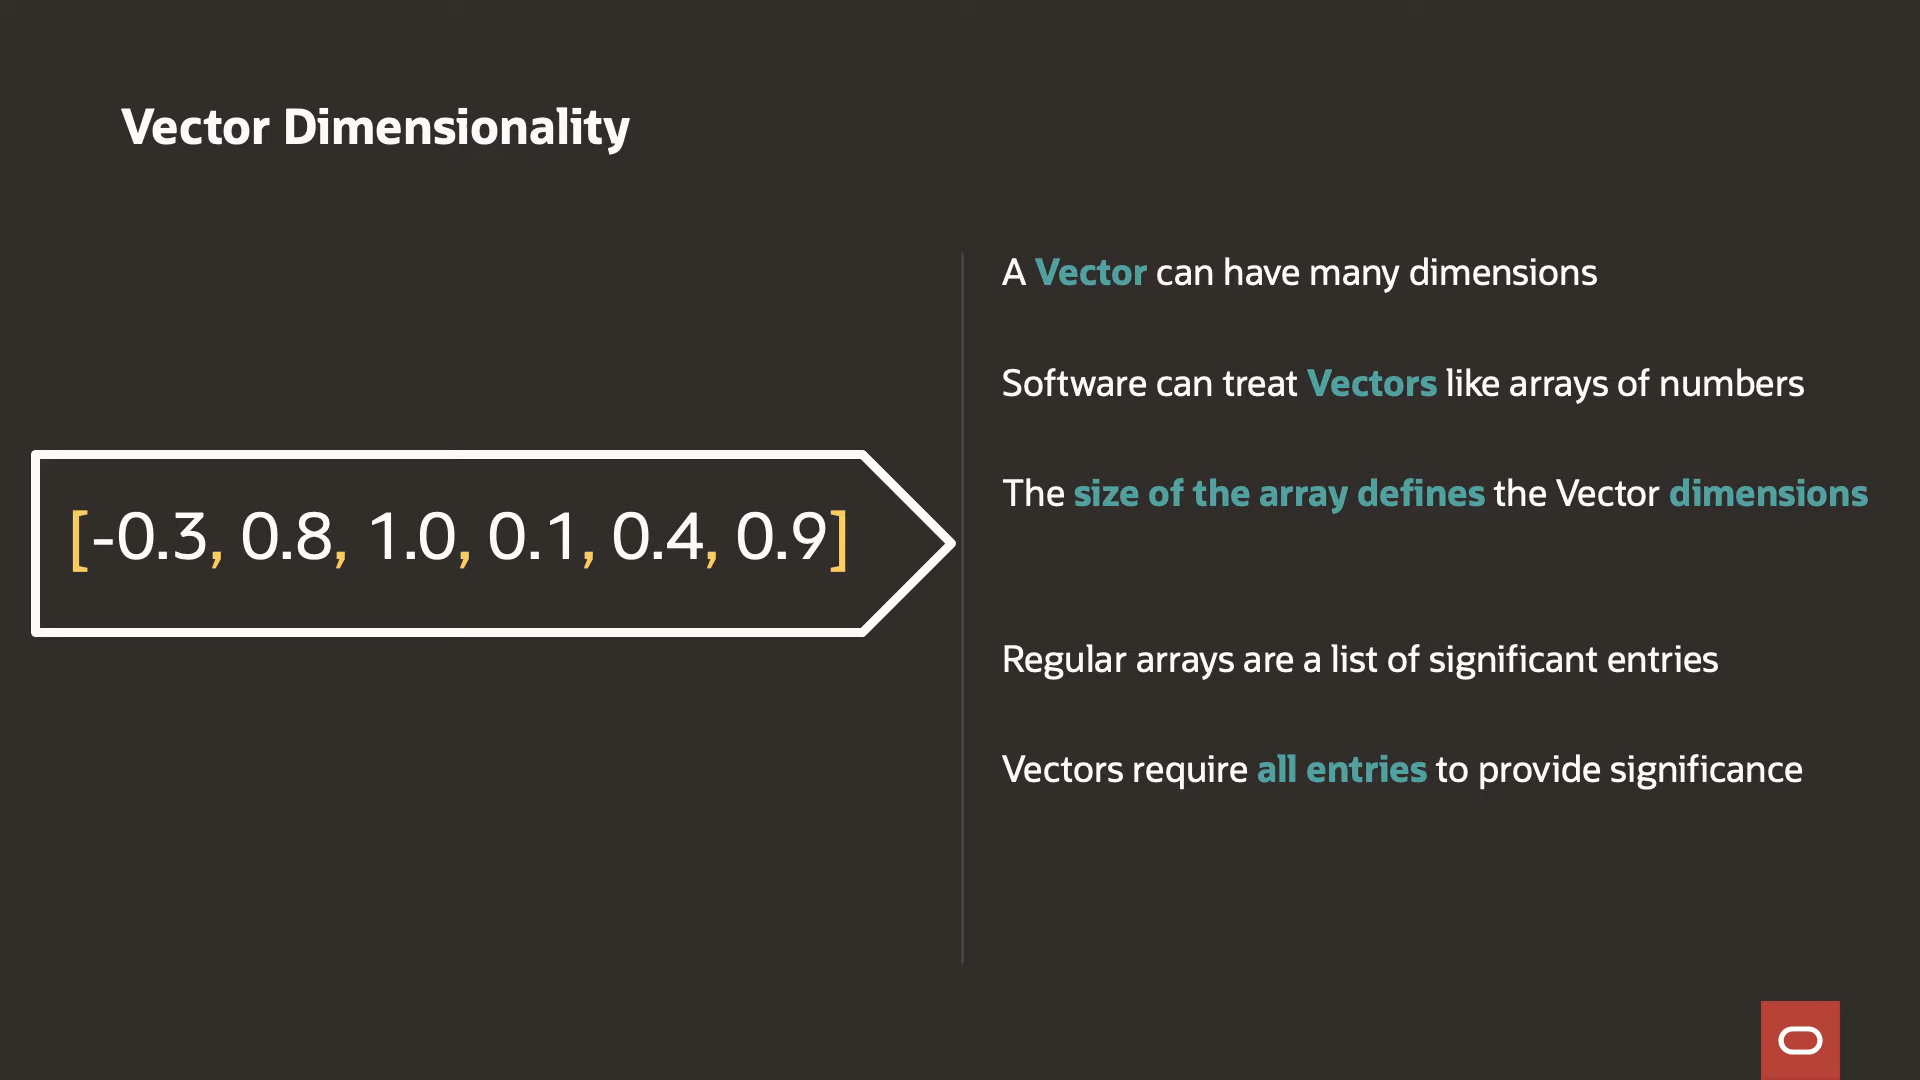 Vector Dimensionality
[-0.3, 0.8, 1.0, 0.1, 0.4, 0.9]
A Vector can have many dimensions
Software can treat Vectors like arrays of numbers
The size of the array defines the Vector dimensions
Regular arrays are a list of significant entries
Vectors require all entries to provide significance